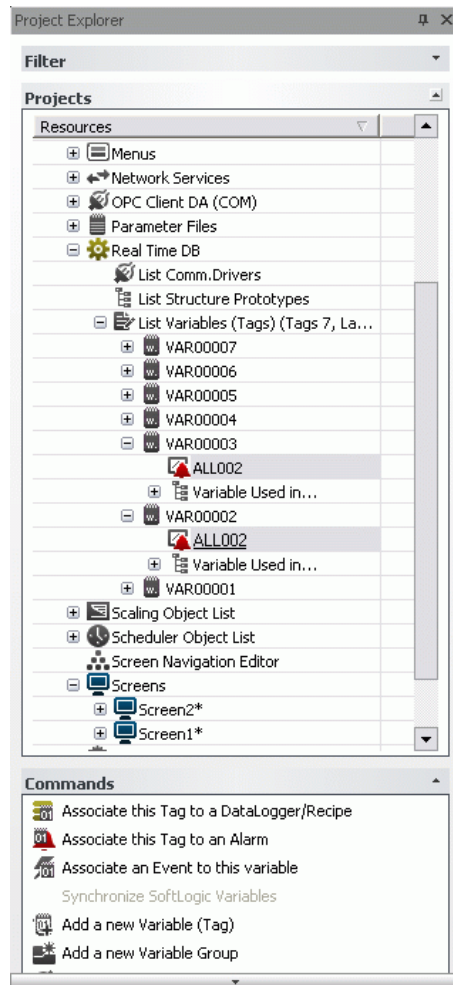 Project Explorer
Filter
Projects
Resources
Menus
Network Services
OPC Client DA (COM)
Parameter Files
Real Time DB
List Comm.Drivers
List Structure Prototypes
List Variables (Tags) (Tags 7, La...
VAR00007
VAR00006
VAR00005
VAR00004
VAR00003
ALL002
Variable Used in...
VAR00002
ALL002
Variable Used in...
VAR00001
Scaling Object List
Scheduler Object List
Screen Navigation Editor
Screens
Screen2*
Screen1*
Commands
Associate this Tag to a DataLogger/Recipe
Associate this Tag to an Alarm
Associate an Event to this variable
Synchronize SoftLogic Variables
Add a new Variable (Tag)
Add a new Variable Group